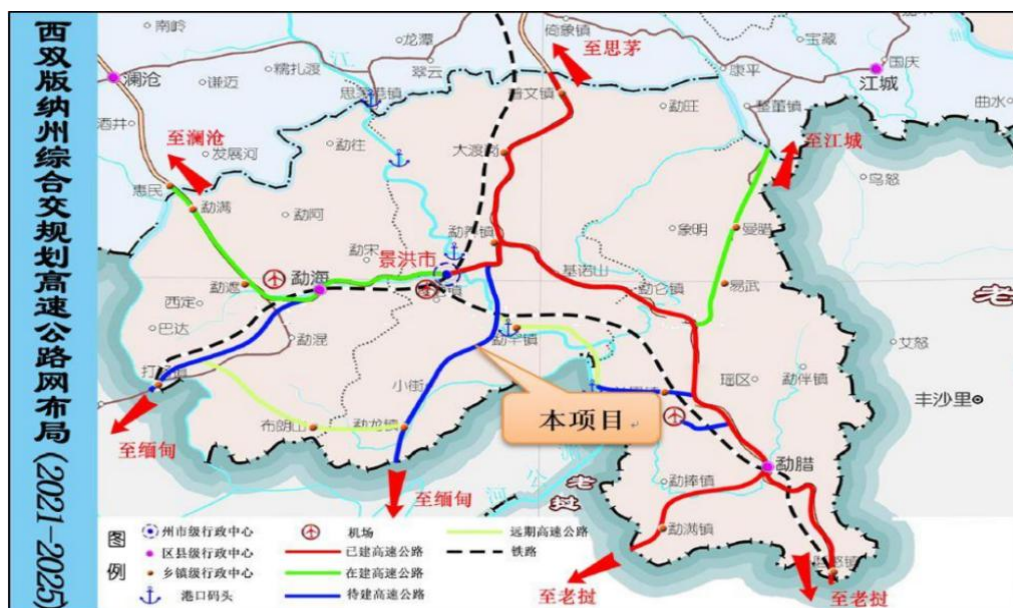 西双版纳州综合交规划高速公路网布局(2021-2025)
南岭
澜沧
谦迈
糯扎渡
龙潭
翠云
江
思茅港镇
倚象镇
至思茅
普文镇
宝藏
国庆
江城
康平
整董镇
曲水
勐旺
酒井
发展河
至澜沧
惠民
勐满
勐往
勐阿
大渡岗
至江城
鸟怒
勐宋
景洪市
勐养镇
象明
曼腊
勐遮
勐海
基诺山
勐仑镇
易武
老
西定
巴达
勐混
勐罕镇
艾怒
打洛镇
小街
瑶区
勐伴镇
丰沙里
至缅甸
布朗山
勐龙镇
本项目
至缅甸
河
公
老
挝
勐腊
勐捧镇
勐满镇
至老挝
至老挝
图例
州市级行政中心
区县级行政中心
乡镇级行政中心
港口码头
机场
已建高速公路
在建高速公路
待建高速公路
远期高速公路
铁路